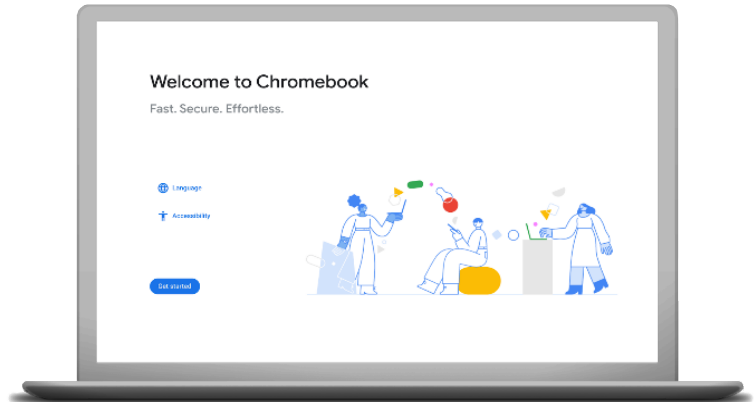 Welcome to Chromebook
Fast. Secure. Effortless.
Language
Accessibility
Get started